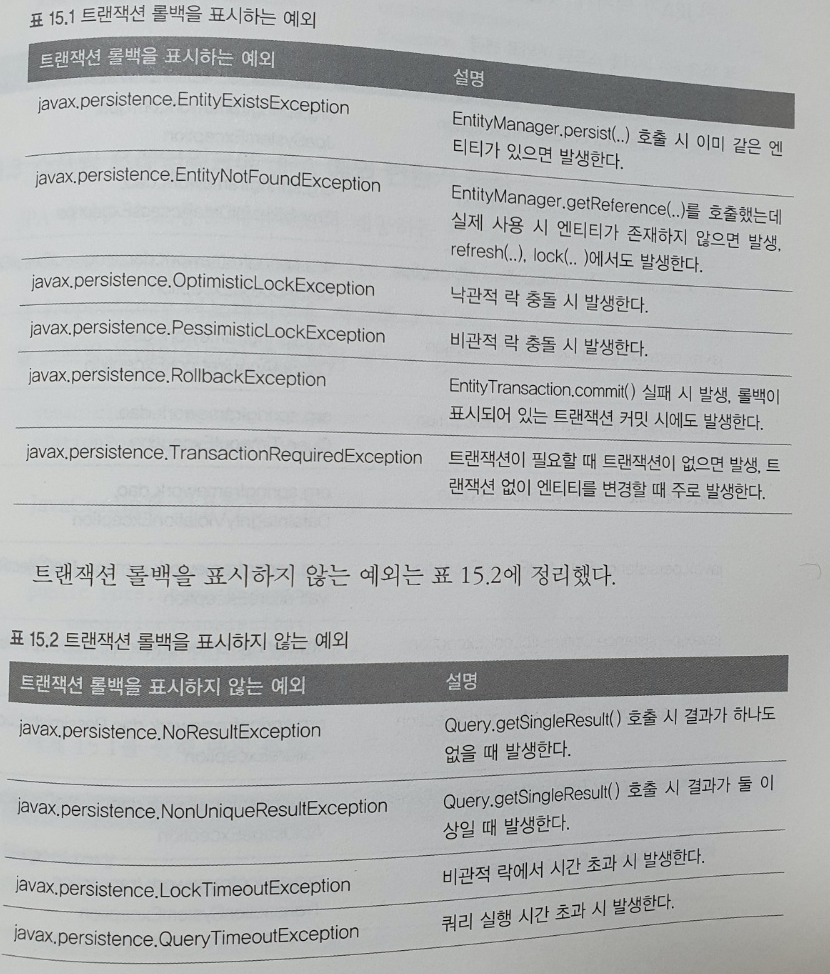 표 15.1 트랜잭션 롤백을 표시하는 예외
트랜잭션 롤백을 표시하는 예외 설명
javax.persistence.EntityExistsException
EntityManager.persist(..) 호출 시 이미 같은 엔
티티가 있으면 발생한다.
javax.persistence.EntityNotFoundException
EntityManager.getReference(..)를 호출했는데
실제 사용 시 엔티티가 존재하지 않으면 발생,
refresh(..), lock(.. )에서도 발생한다.
javax.persistence.OptimisticLockException
낙관적 락 충돌 시 발생한다.
javax.persistence.PessimisticLockException
비관적 락 충돌 시 발생한다.
javax.persistence.RollbackException
EntityTransaction.commit() 실패 시 발생, 롤백이
표시되어 있는 트랜잭션 커밋 시에도 발생한다.
javax.persistence.TransactionRequiredException
트랜잭션이 필요할 때 트랜잭션이 없으면 발생, 트
랜잭션 없이 엔티티를 변경할 때 주로 발생한다.
트랜잭션 롤백을 표시하지 않는 예외는 표 15.2에 정리했다.
표 15.2 트랜잭션 롤백을 표시하지 않는 예외
트랜잭션 롤백을 표시하지 않는 예외 설명
javax.persistence.NoResultException
Query.getSingleResult() 호출 시 결과가 하나도
없을 때 발생한다.
javax.persistence.NonUniqueResultException
Query.getSingleResult() 호출 시 결과가 둘 이
상일 때 발생한다.
javax.persistence.LockTimeoutException
비관적 락에서 시간 초과 시 발생한다.
javax.persistence.QueryTimeoutException
쿼리 실행 시간 초과 시 발생한다.